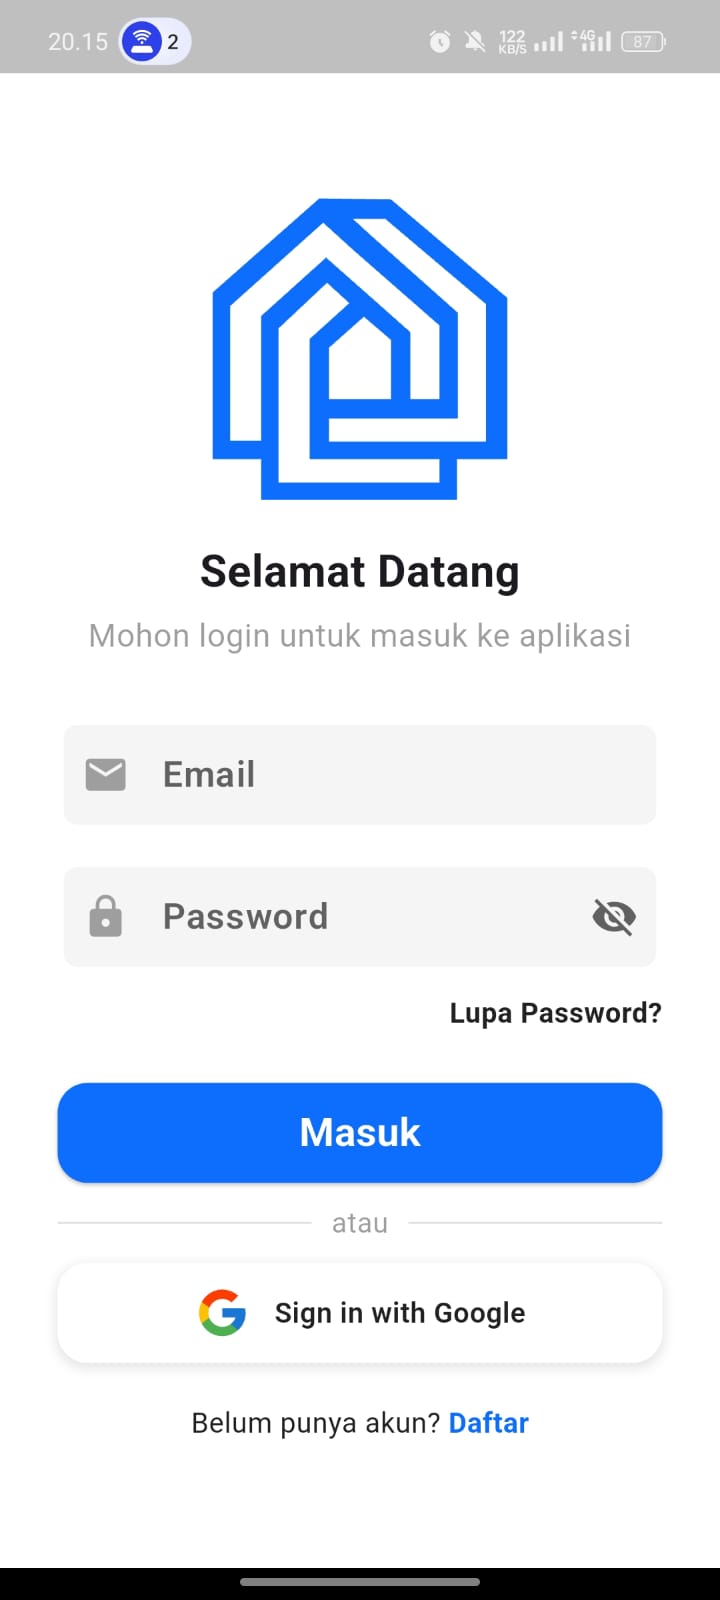 20.15 2 122 KB/S 4G 87
Selamat Datang
Mohon login untuk masuk ke aplikasi
Email
Password
Lupa Password?
Masuk
atau
Sign in with Google
Belum punya akun? Daftar